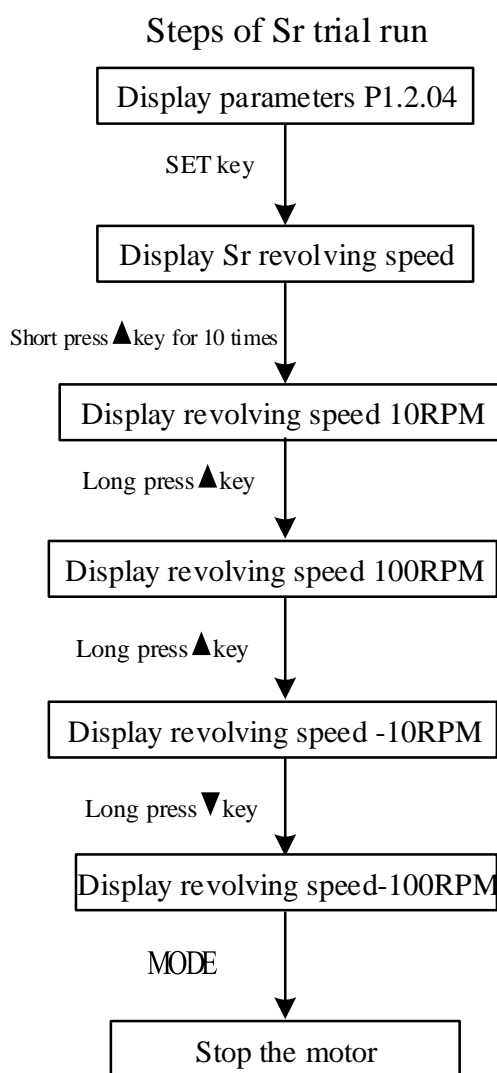 Steps of Sr trial run
Display parameters P1.2.04
SET key
Display Sr revolving speed
Short press▲key for 10 times
Display revolving speed 10RPM
Long press▲key
Display revolving speed 100RPM
Long press▲key
Display revolving speed -10RPM
Long press▼key
Display revolving speed-100RPM
MODE
Stop the motor